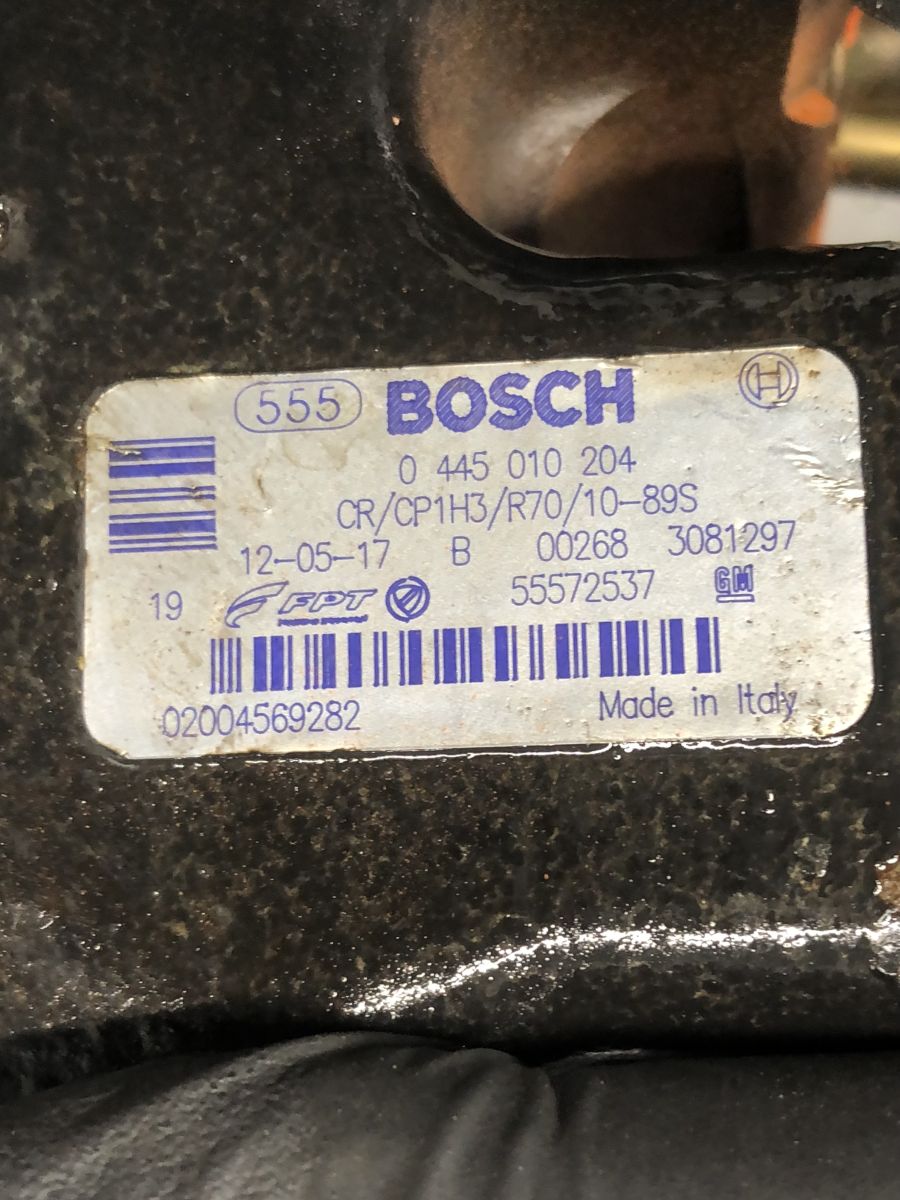 555 BOSCH
0 445 010 204
CR/CP1H3/R70/10-89S
12-05-17 B 00268 3081297
19 FPT 55572537 GM
02004569282 Made in Italy